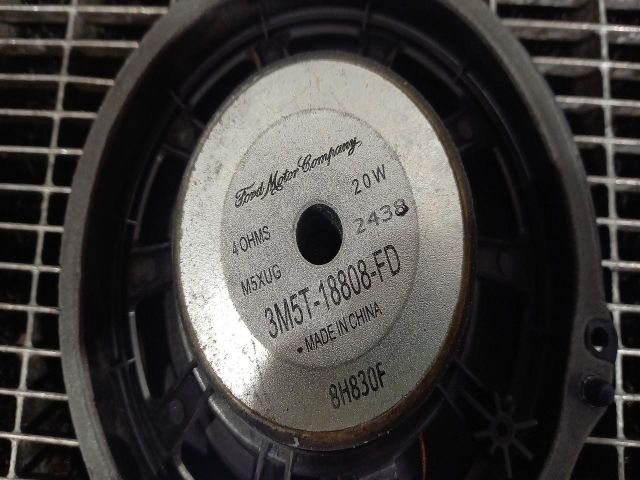 Ford Motor Company
4 OHMS
20W
2438
M5XUG
3M5T-18808-FD
• MADE IN CHINA
8H830F